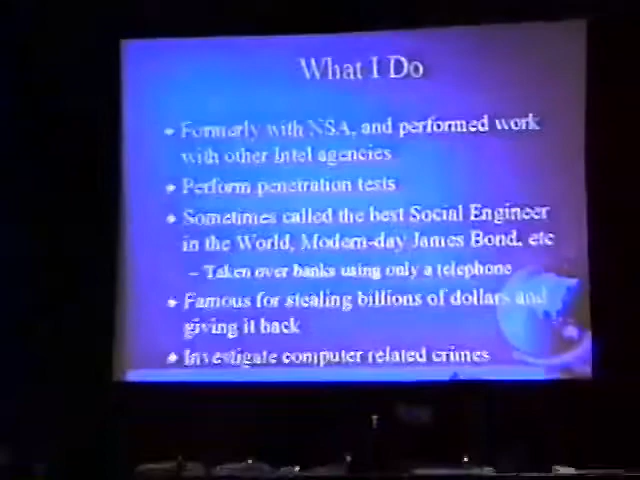 What I Do
Formerly with NSA, and performed work
with other Intel agencies
Perform penetration tests
Sometimes called the best Social Engineer
in the World, Modern-day James Bond, etc
– Taken over banks using only a telephone
Famous for stealing billions of dollars and
giving it back
Investigate computer related crimes